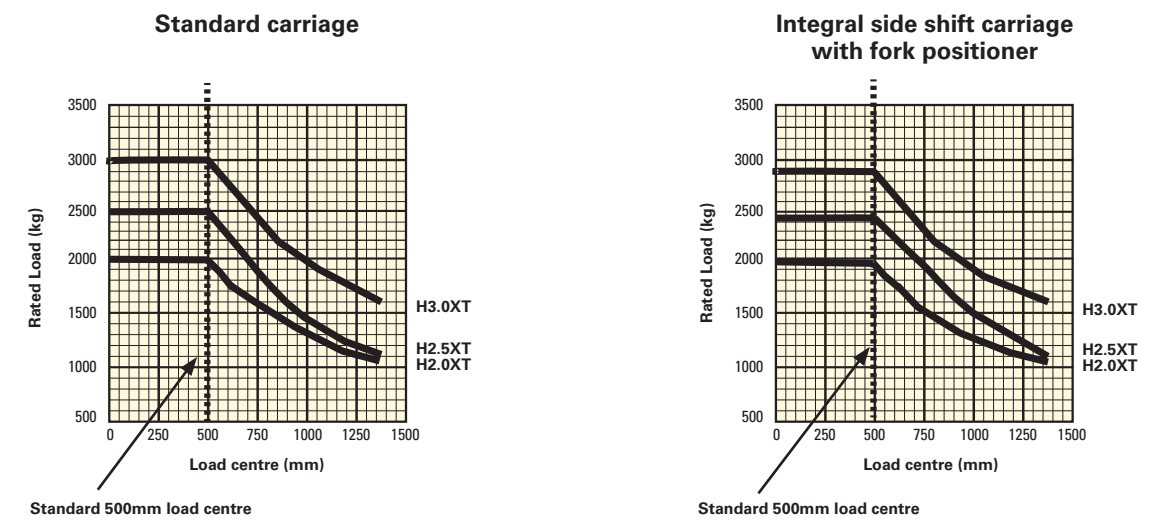 Standard carriage
3500
3000
2500
2000
1500
1000
500
Rated Load (kg)
H3.0XT
H2.5XT
H2.0XT
0 250 500 750 1000 1250 1500
Load centre (mm)
Standard 500mm load centre
Integral side shift carriage
with fork positioner
3500
3000
2500
2000
1500
1000
500
Rated Load (kg)
H3.0XT
H2.5XT
H2.0XT
0 250 500 750 1000 1250 1500
Load centre (mm)
Standard 500mm load centre